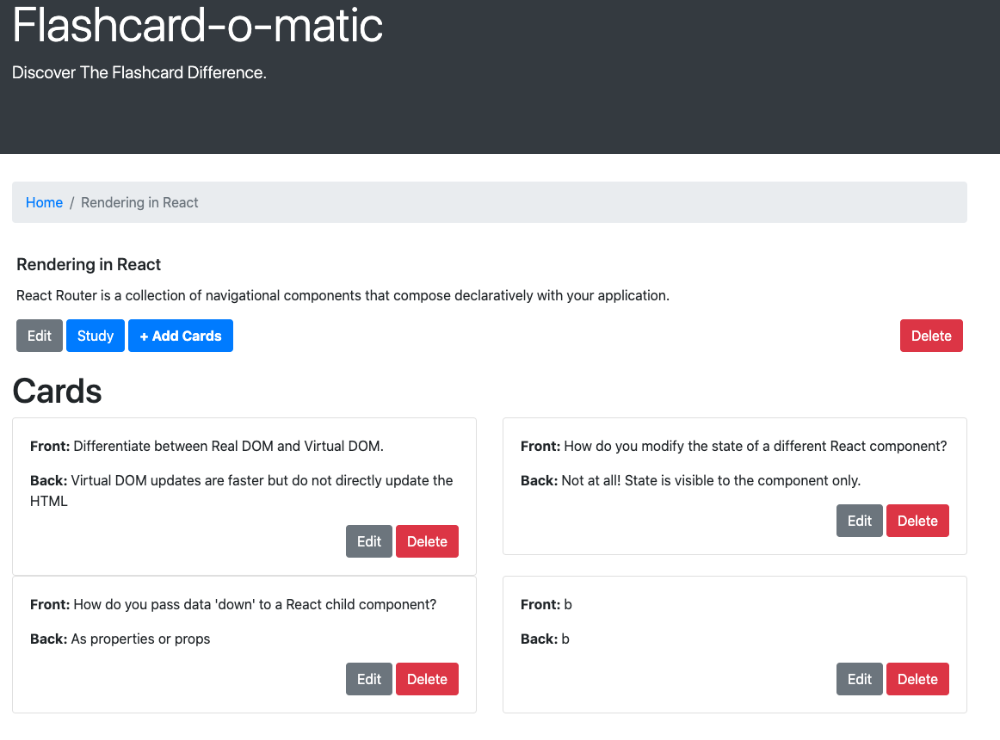 Flashcard-o-matic
Discover The Flashcard Difference.
Home / Rendering in React
Rendering in React
React Router is a collection of navigational components that compose declaratively with your application.
Edit Study + Add Cards Delete
Cards
Front: Differentiate between Real DOM and Virtual DOM.
Back: Virtual DOM updates are faster but do not directly update the
HTML
Edit Delete
Front: How do you modify the state of a different React component?
Back: Not at all! State is visible to the component only.
Edit Delete
Front: How do you pass data 'down' to a React child component?
Back: As properties or props
Edit Delete
Front: b
Back: b
Edit Delete